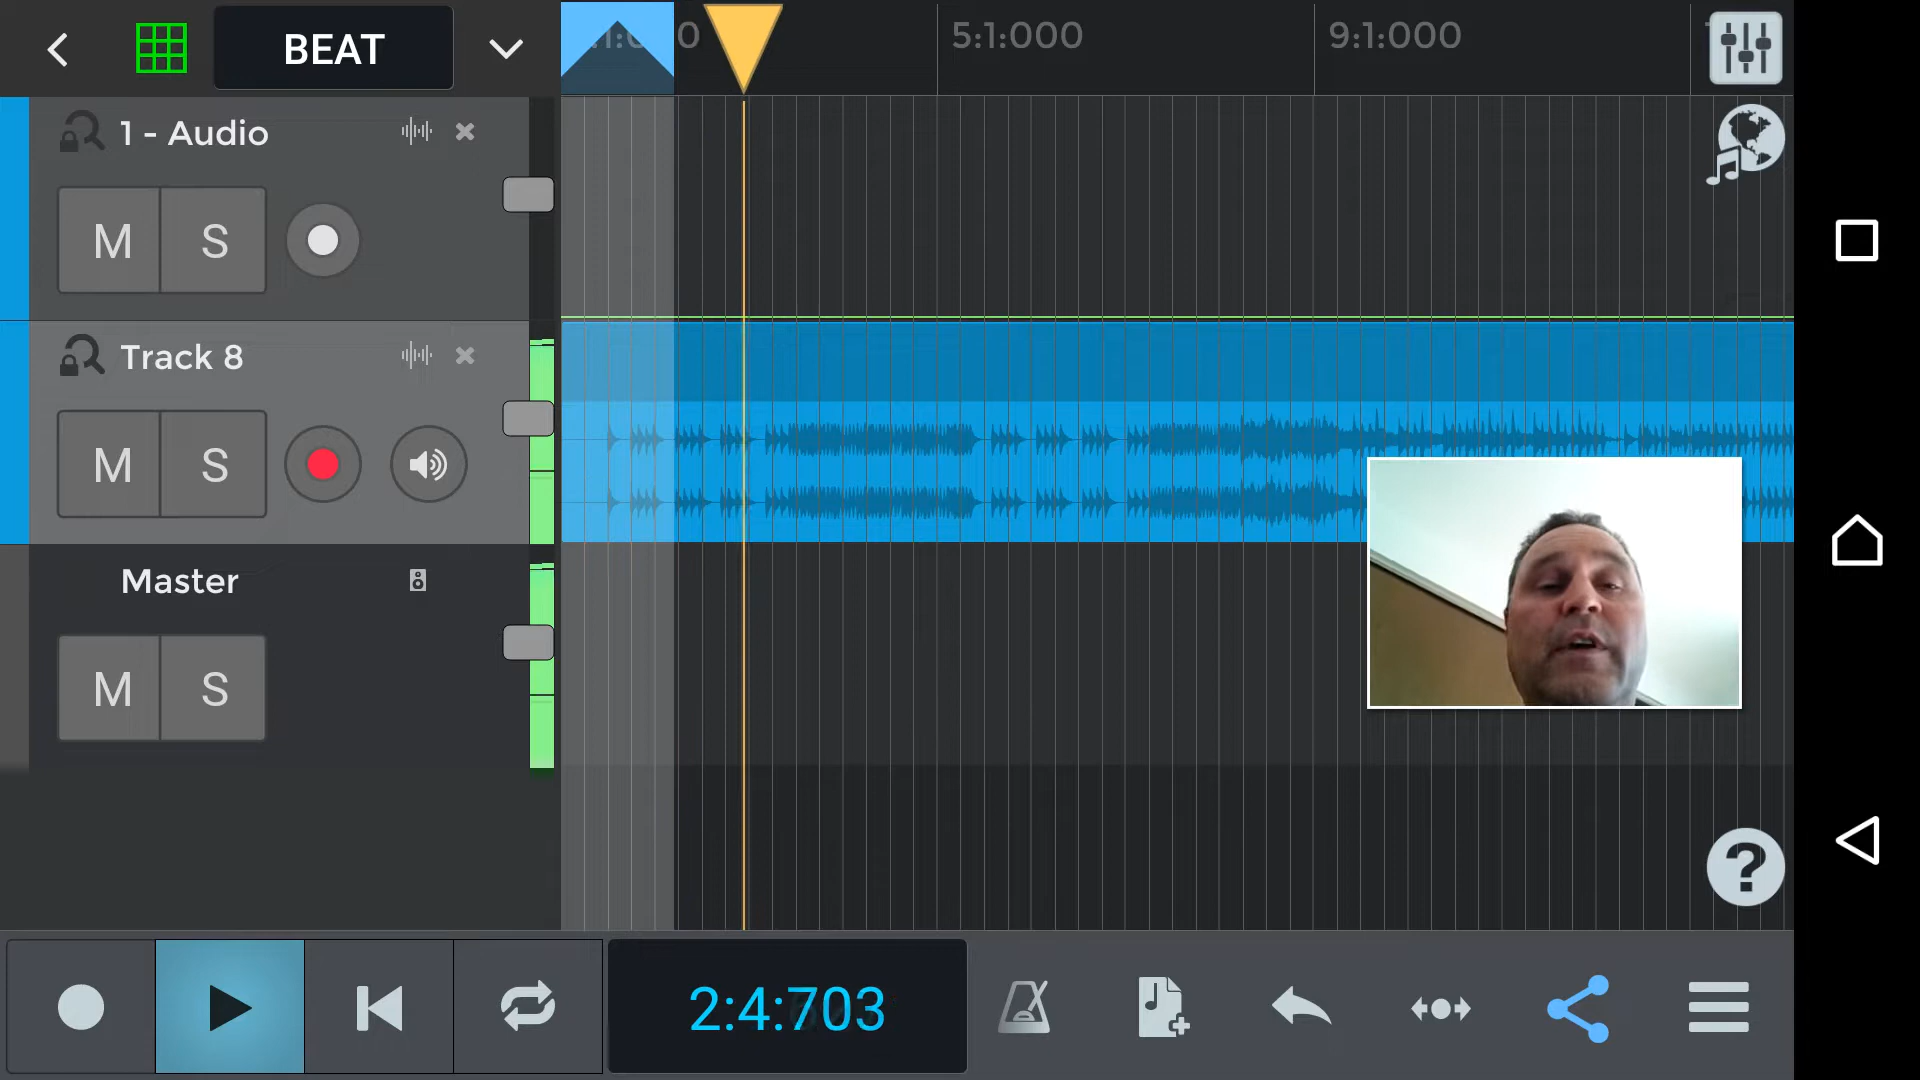 BEAT
5:1:000
9:1:000
1 - Audio
M S
Track 8
M S
Master
M S
?
2:4:703